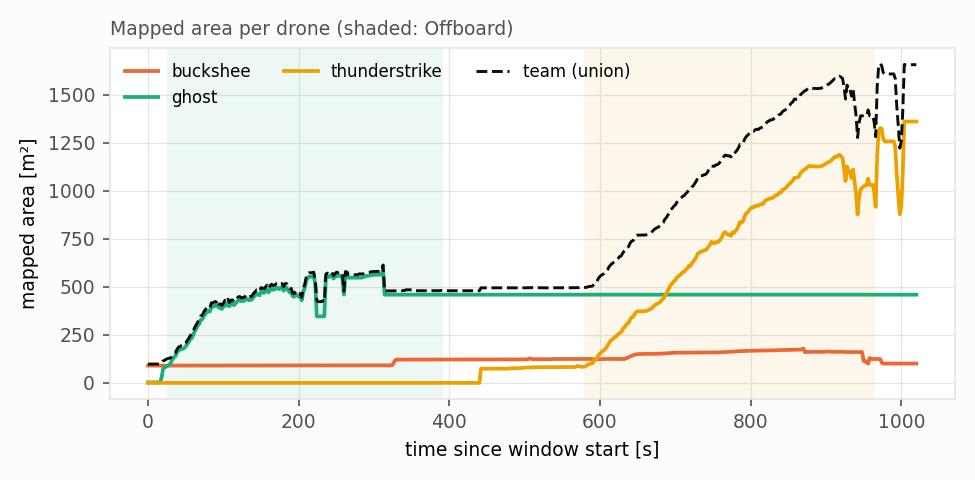 Mapped area per drone (shaded: Offboard)
buckshee
ghost
thunderstrike
team (union)
mapped area [m²]
1500
1250
1000
750
500
250
0
0
200
400
600
800
1000
time since window start [s]